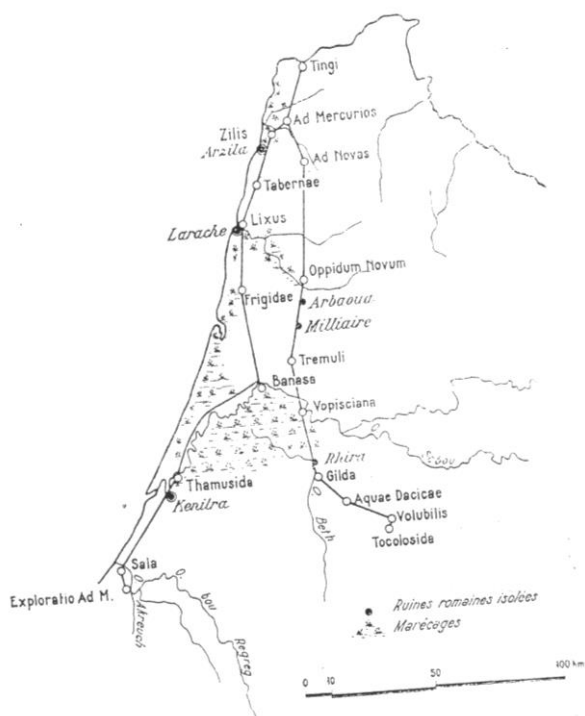 Tingi
Ad Mercurios
Zilis
Arzila
Ad Novas
Tabernae
Lixus
Larache
Oppidum Novum
Frigidae
Arbaoua
Milliaire
Tremuli
Banasa
Vopisciana
O.
Sebou
Rhira
Thamusida
Gilda
Kenitra
O.
Aquae Dacicae
Beth
Volubilis
Tocolosida
Sala
O.
O.
Exploratio Ad M.
Akreuch
bou
Regreg
Ruines romaines isolées
Marécages
0 10 50 100 km